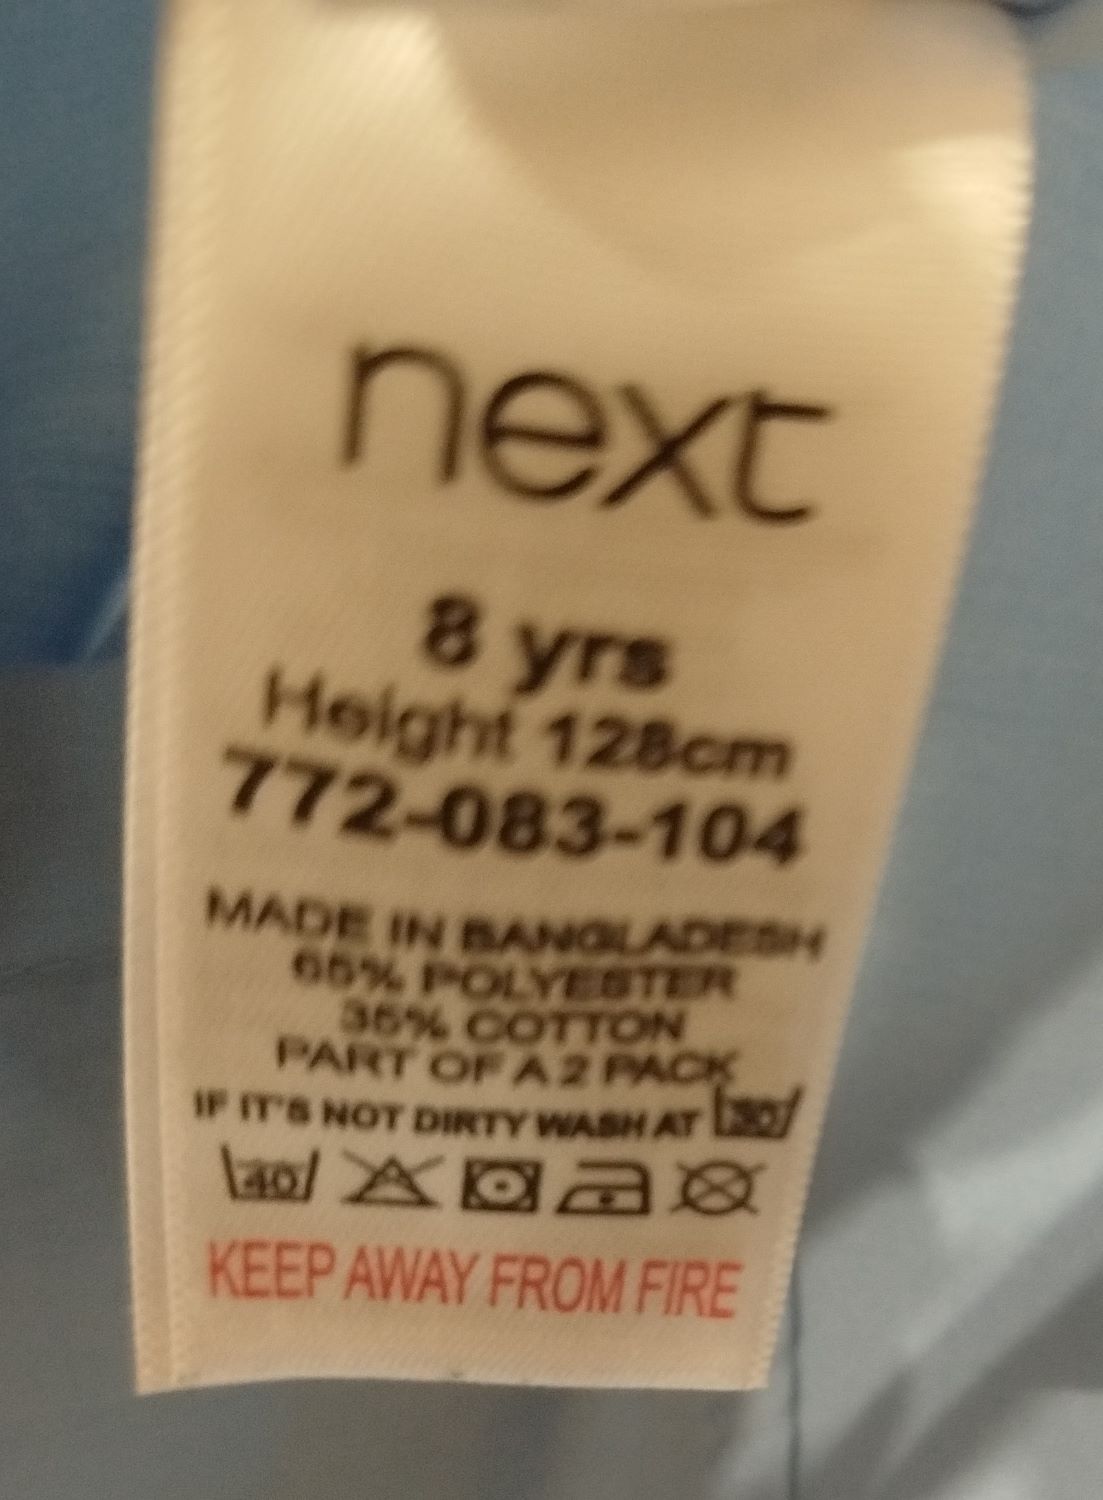 next
8 yrs
Height 128cm
772-083-104
MADE IN BANGLADESH
65% POLYESTER
35% COTTON
PART OF A 2 PACK
IF IT'S NOT DIRTY WASH AT 30
40
KEEP AWAY FROM FIRE